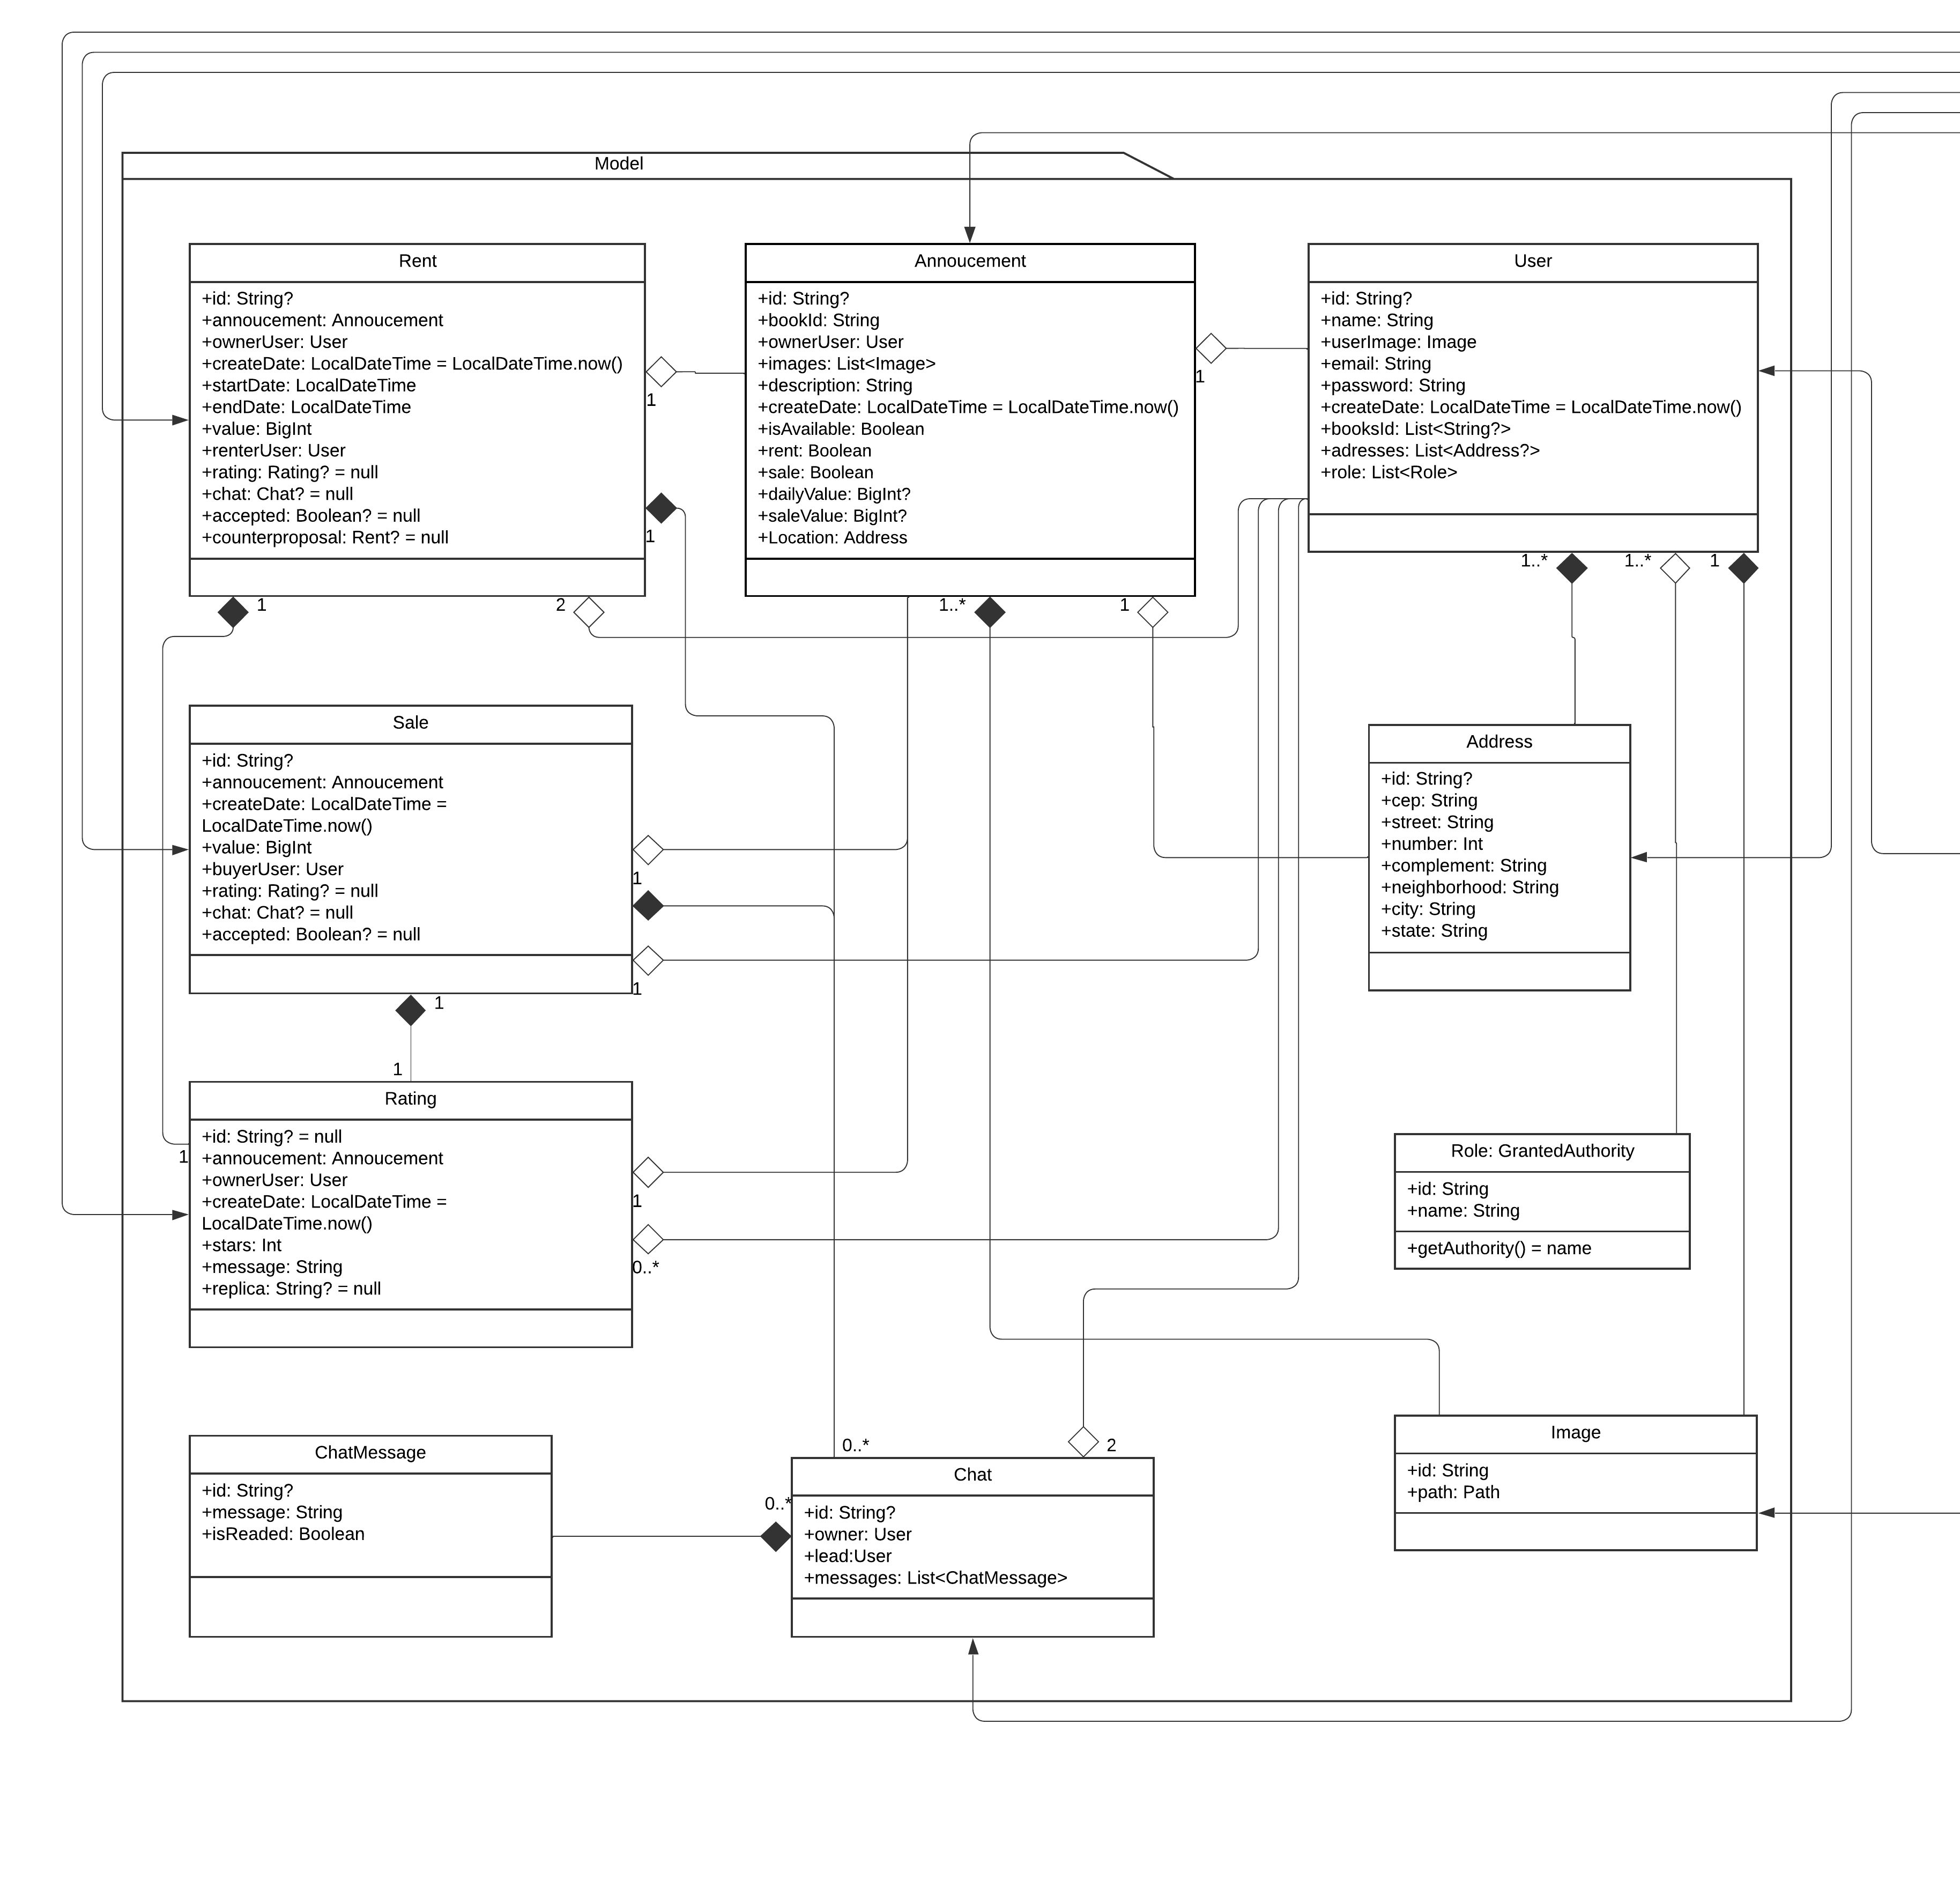 Model
Rent
+id: String?
+annoucement: Annoucement
+ownerUser: User
+createDate: LocalDateTime = LocalDateTime.now()
+startDate: LocalDateTime
+endDate: LocalDateTime
+value: BigInt
+renterUser: User
+rating: Rating? = null
+chat: Chat? = null
+accepted: Boolean? = null
+counterproposal: Rent? = null
1
1
1
2
Annoucement
+id: String?
+bookId: String
+ownerUser: User
+images: List<Image>
+description: String
+createDate: LocalDateTime = LocalDateTime.now()
+isAvailable: Boolean
+rent: Boolean
+sale: Boolean
+dailyValue: BigInt?
+saleValue: BigInt?
+Location: Address
1
1..*
1
User
+id: String?
+name: String
+userImage: Image
+email: String
+password: String
+createDate: LocalDateTime = LocalDateTime.now()
+booksId: List<String?>
+adresses: List<Address?>
+role: List<Role>
1..*
1..*
1
Sale
+id: String?
+annoucement: Annoucement
+createDate: LocalDateTime =
LocalDateTime.now()
+value: BigInt
+buyerUser: User
+rating: Rating? = null
+chat: Chat? = null
+accepted: Boolean? = null
1
1
1
1
Address
+id: String?
+cep: String
+street: String
+number: Int
+complement: String
+neighborhood: String
+city: String
+state: String
Rating
+id: String? = null
+annoucement: Annoucement
+ownerUser: User
+createDate: LocalDateTime =
LocalDateTime.now()
+stars: Int
+message: String
+replica: String? = null
1
1
0..*
Role: GrantedAuthority
+id: String
+name: String
+getAuthority() = name
ChatMessage
+id: String?
+message: String
+isReaded: Boolean
0..*
2
0..*
Chat
+id: String?
+owner: User
+lead:User
+messages: List<ChatMessage>
Image
+id: String
+path: Path